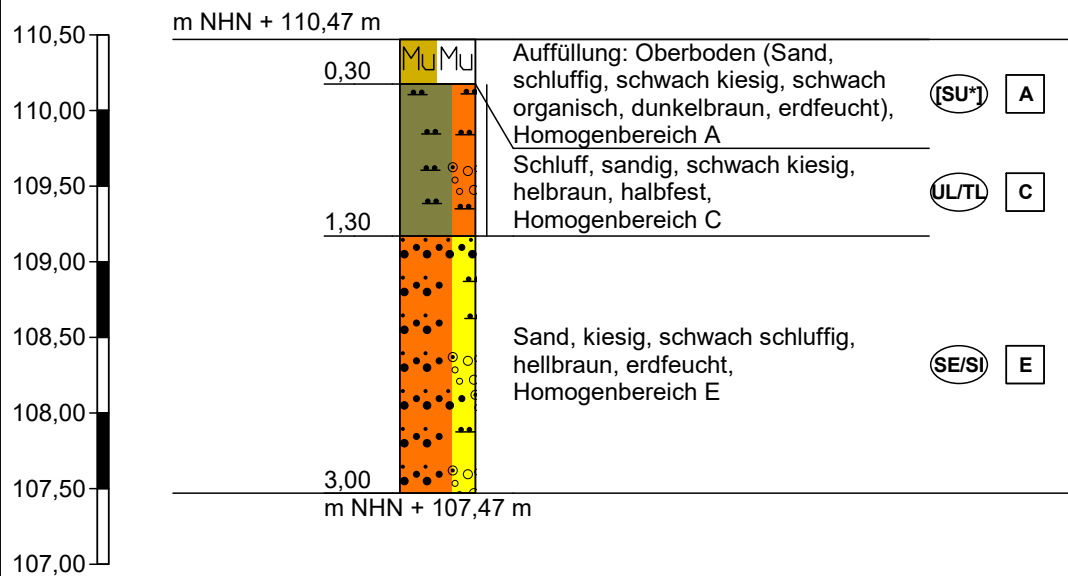 m NHN + 110,47 m
110,50
110,00
109,50
109,00
108,50
108,00
107,50
107,00
0,30
Mu Mu
Auffüllung: Oberboden (Sand,
schluffig, schwach kiesig, schwach
organisch, dunkelbraun, erdfeucht),
Homogenbereich A
[SU*] A
1,30
Schluff, sandig, schwach kiesig,
helbraun, halbfest,
Homogenbereich C
UL/TL C
3,00
Sand, kiesig, schwach schluffig,
hellbraun, erdfeucht,
Homogenbereich E
SE/SI E
m NHN + 107,47 m